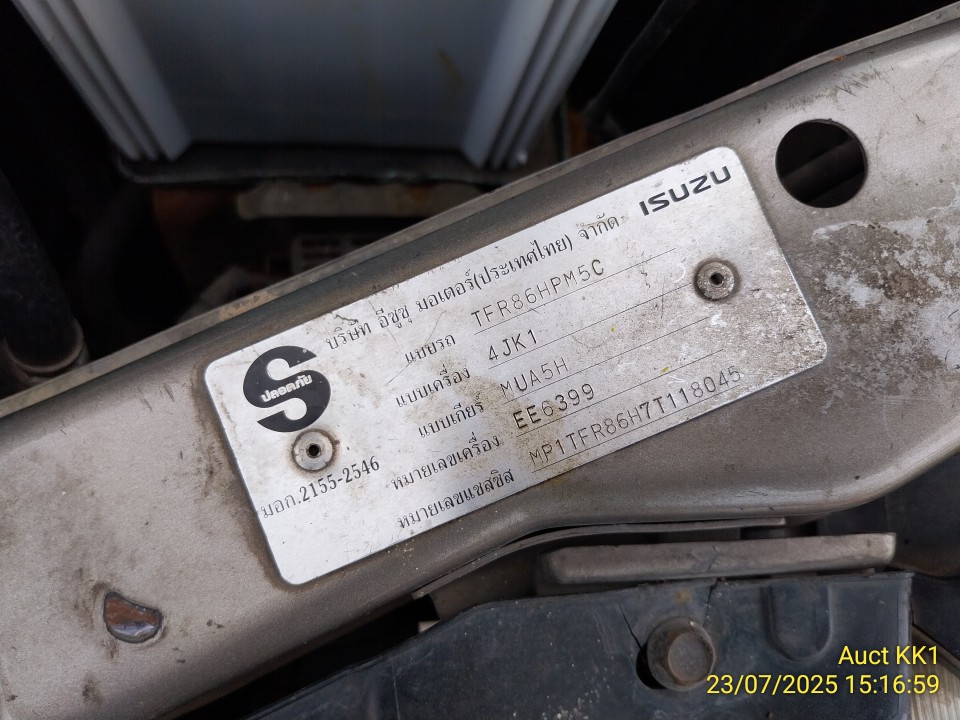 ISUZU
บริษัท อีซูซุ มอเตอร์(ประเทศไทย) จำกัด
แบบรถ TFR86HPM5C
แบบเครื่อง 4JK1
แบบเกียร์ MUA5H
หมายเลขเครื่อง EE6399
หมายเลขแชสซิส MP1TFR86H7T118045
S
ปลอดภัย
มอก.2155-2546
Auct KK1
23/07/2025 15:16:59